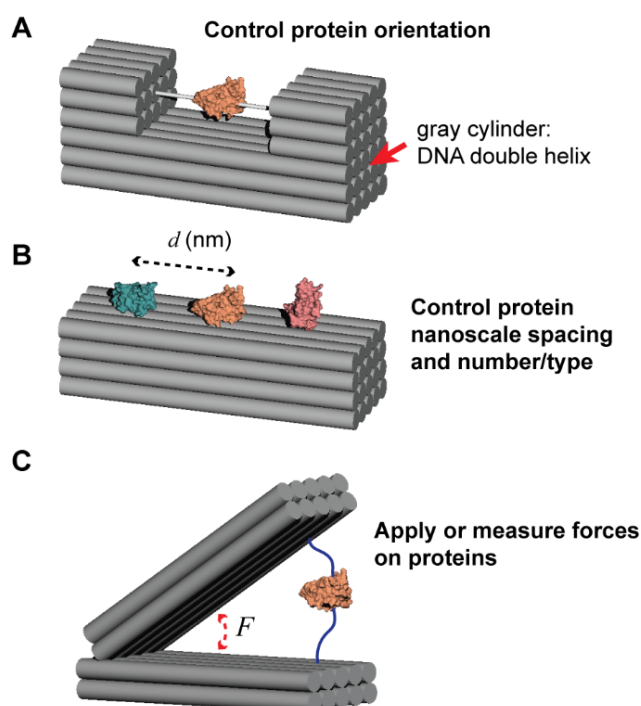 A
Control protein orientation
gray cylinder:
DNA double helix
d (nm)
B
Control protein
nanoscale spacing
and number/type
C
Apply or measure forces
on proteins
F